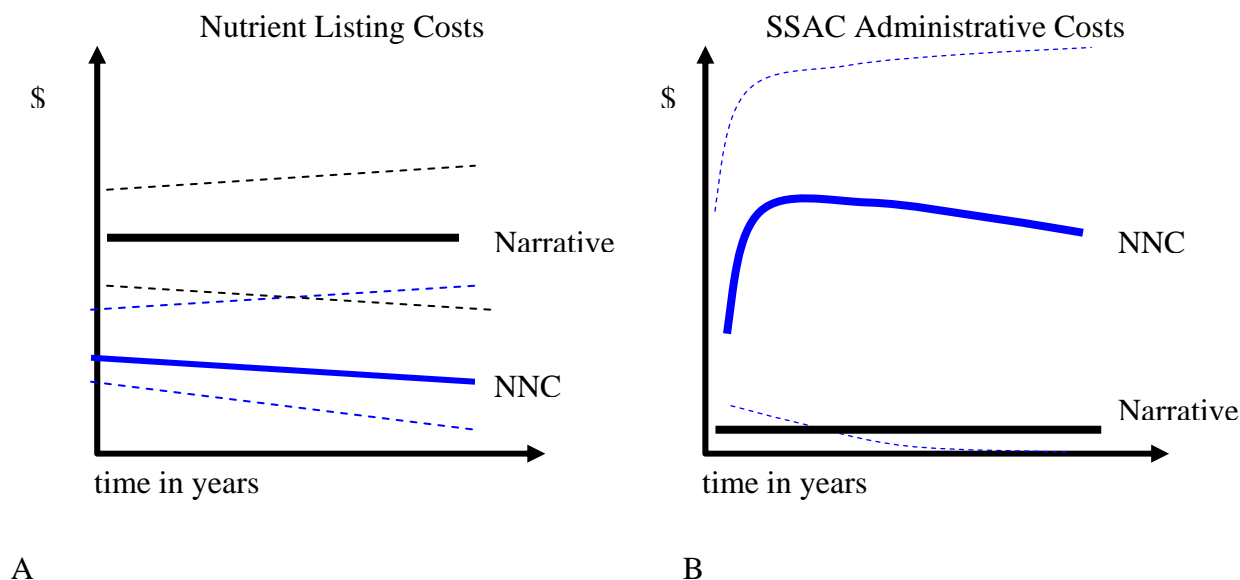 Nutrient Listing Costs
$
Narrative
NNC
time in years
A
SSAC Administrative Costs
$
NNC
Narrative
time in years
B